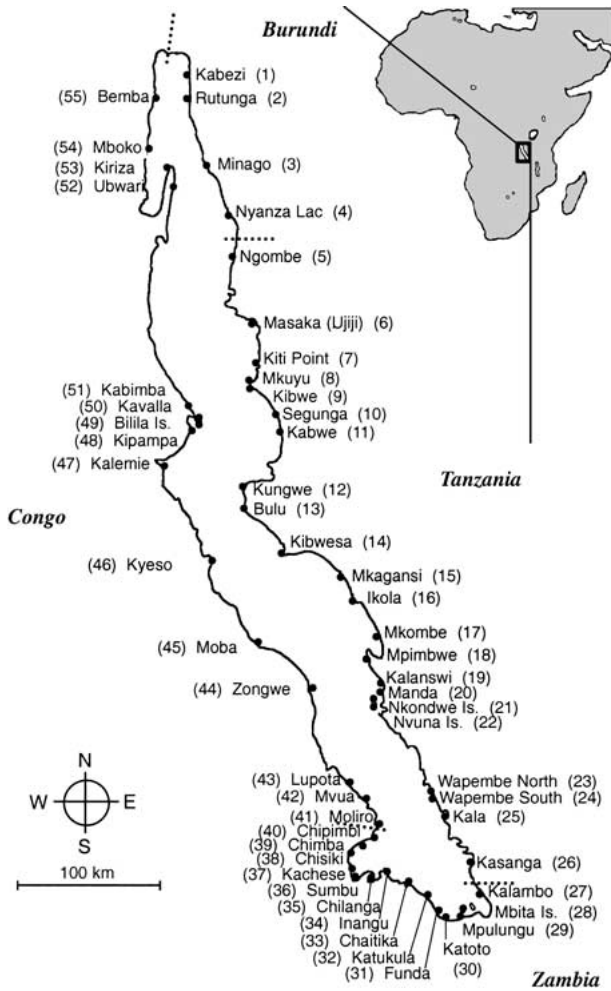 Burundi
Kabezi (1)
(55) Bemba
Rutunga (2)
(54) Mboko
(53) Kiriza
Minago (3)
(52) Ubwari
Nyanza Lac (4)
Ngombe (5)
Masaka (Ujiji) (6)
Kiti Point (7)
Mkuyu (8)
(51) Kabimba
Kibwe (9)
(50) Kavalla
Segunga (10)
(49) Bilila Is.
Kabwe (11)
(48) Kipampa
(47) Kalemie
Tanzania
Kungwe (12)
Congo
Bulu (13)
Kibwesa (14)
(46) Kyeso
Mkagansi (15)
Ikola (16)
Mkombe (17)
(45) Moba
Mpimbwe (18)
Kalanswi (19)
(44) Zongwe
Manda (20)
Nkondwe Is. (21)
Nvuna Is. (22)
N
W
E
S
100 km
(43) Lupota
Wapembe North (23)
(42) Mvua
Wapembe South (24)
(41) Moliro
Kala (25)
(40) Chipimbi
(39) Chimba
(38) Chisiki
Kasanga (26)
(37) Kachese
(36) Sumbu
Kalambo (27)
(35) Chilanga
Mbita Is. (28)
(34) Inangu
Mpulungu (29)
(33) Chaitika
Katoto
(30)
(32) Katukula
(31) Funda
Zambia